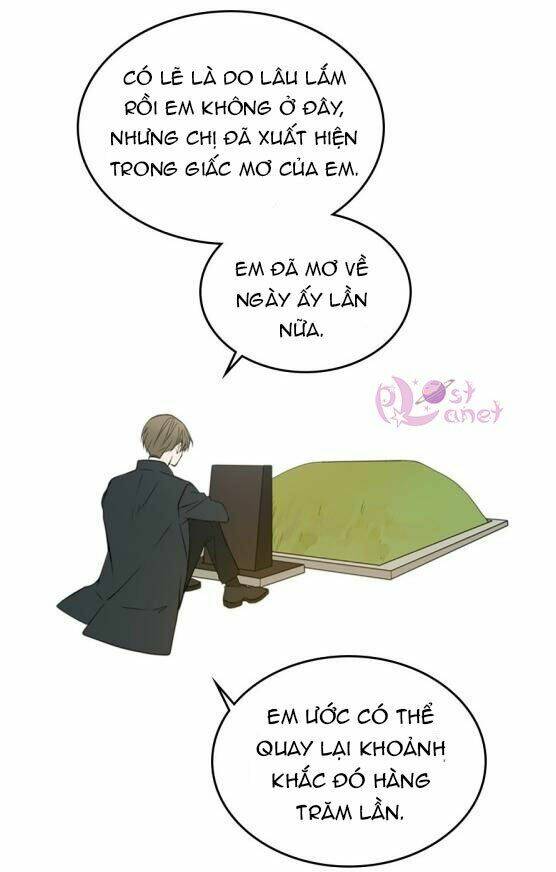 CÓ LẼ LÀ DO LÂU LẮM
RỒI EM KHÔNG Ở ĐÂY,
NHƯNG CHỊ ĐÃ XUẤT HIỆN
TRONG GIẤC MƠ CỦA EM.
EM ĐÃ MƠ VỀ
NGÀY ẤY LẦN
NỮA.
Lost
Planet
EM ƯỚC CÓ THỂ
QUAY LẠI KHOẢNH
KHẮC ĐÓ HÀNG
TRĂM LẦN.